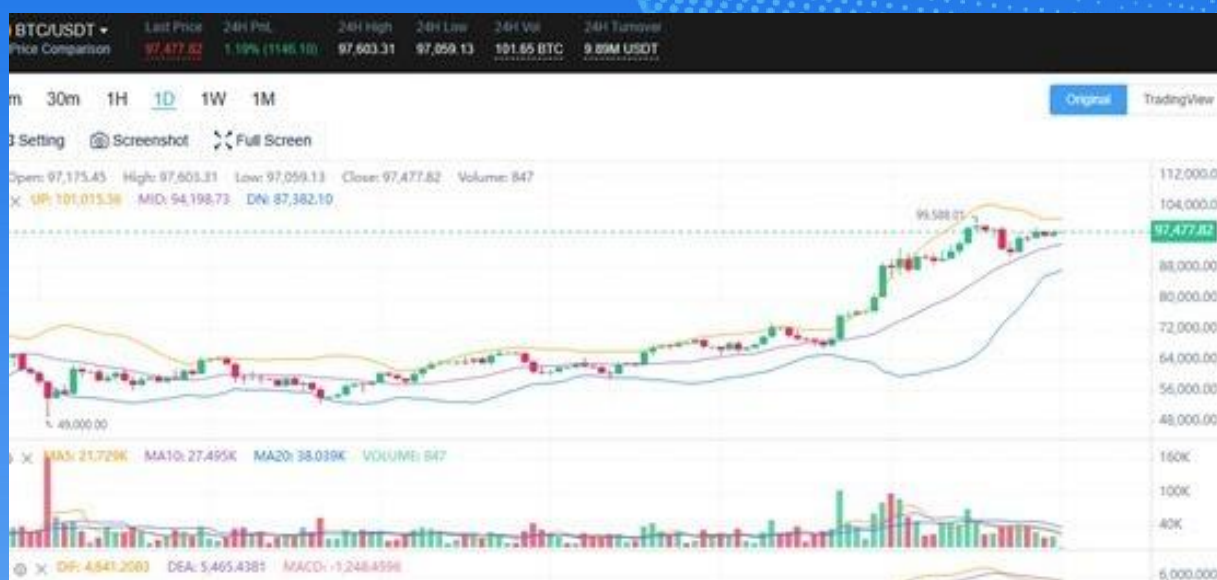 BTC/USDT Last Price 24H PnL 24H High 24H Low 24H Vol 24H Turnover
Price Comparison 97,477.82 1.19% (1146.10) 97,603.31 97,059.13 101.65 BTC 9.89M USDT
m 30m 1H 1D 1W 1M Original TradingView
Setting Screenshot Full Screen
Open: 97,175.45 High: 97,603.31 Low: 97,059.13 Close: 97,477.82 Volume: 847
UP: 101,015.36 MID: 94,198.73 DN: 87,382.10
112,000.0
104,000.0
99,588.01
97,477.82
88,000.00
80,000.00
72,000.00
64,000.00
56,000.00
48,000.00
49,000.00
MA5: 21.729K MA10: 27.495K MA20: 38.039K VOLUME: 847
160K
100K
40K
DIF: 4,641.2083 DEA: 5,465.4381 MACD: -1,248.4596
6,000.000